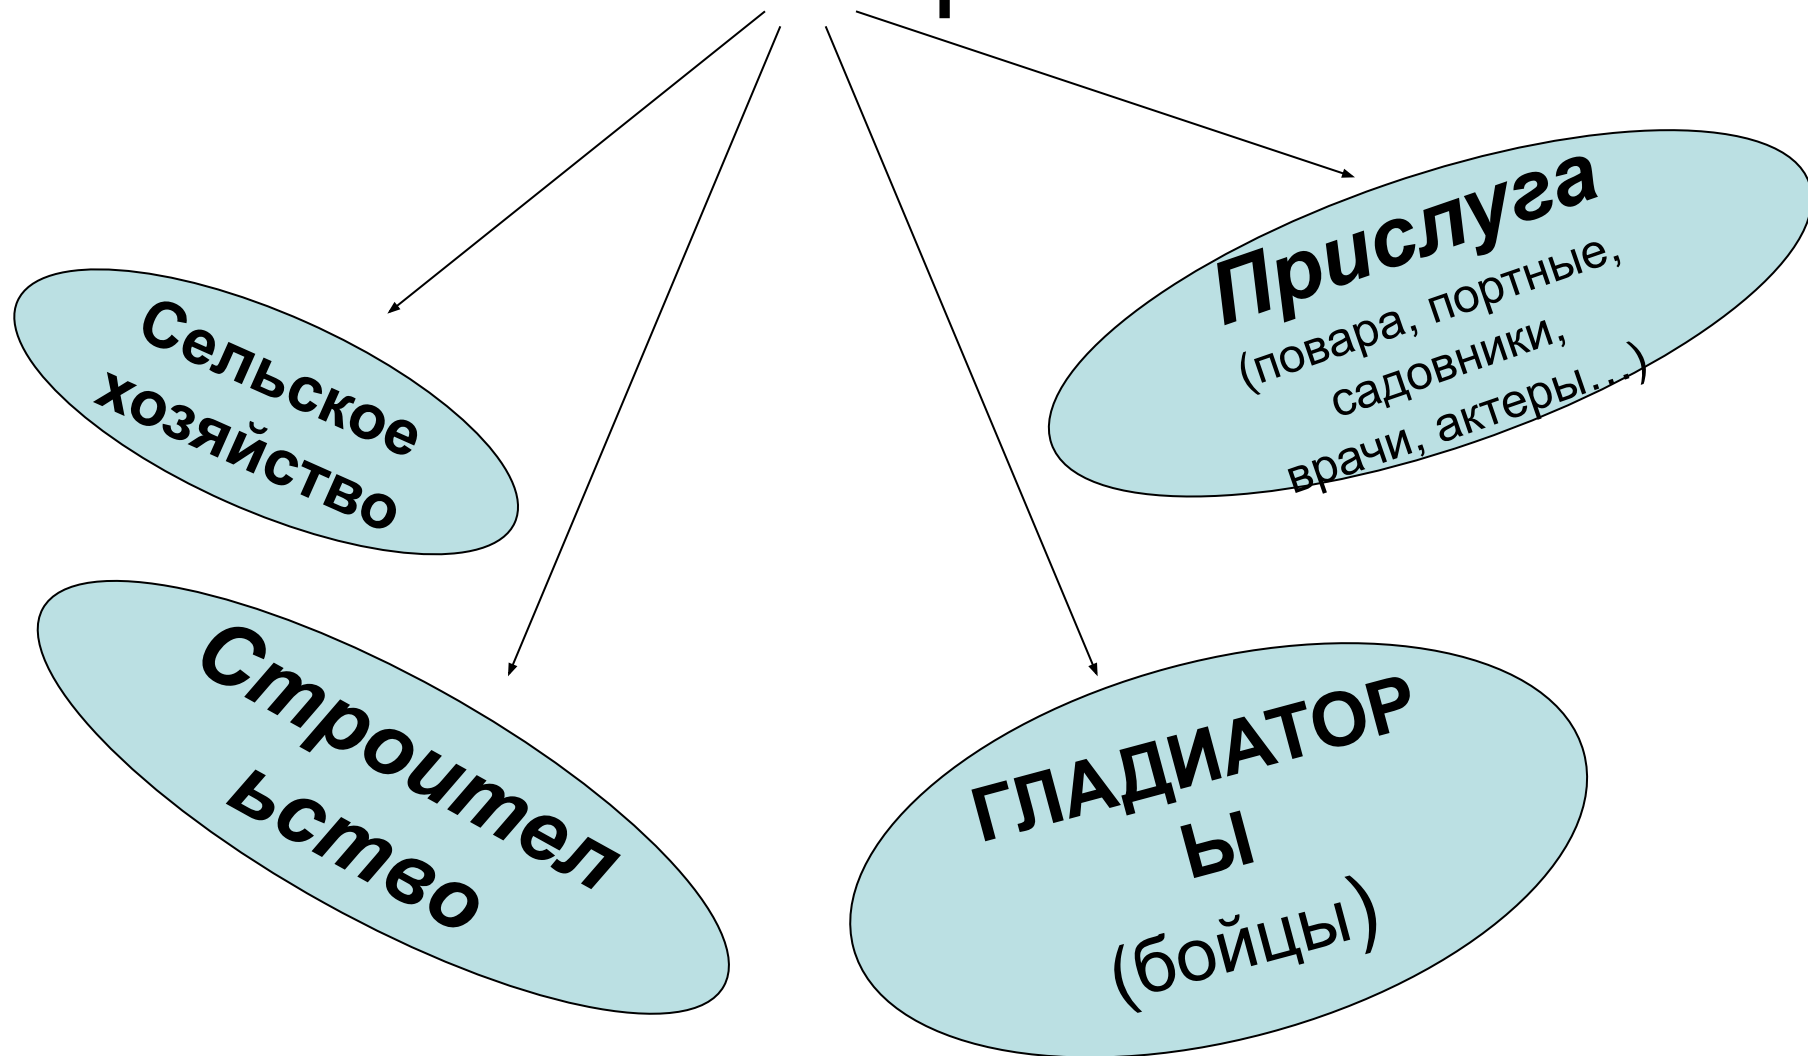 Прислуга
(повара, портные,
садовники,
врачи, актеры…)
Сельское
хозяйство
Строител
ьство
ГЛАДИАТОР
Ы
(бойцы)